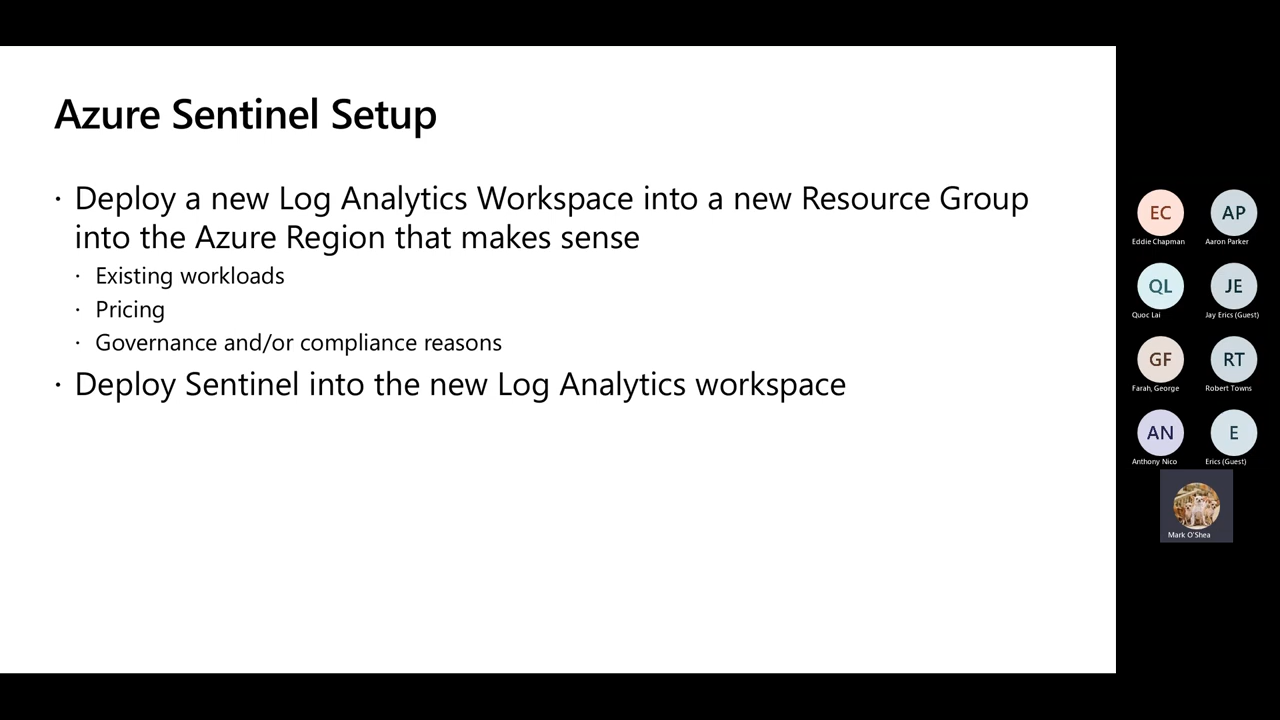 Azure Sentinel Setup
· Deploy a new Log Analytics Workspace into a new Resource Group
into the Azure Region that makes sense
· Existing workloads
· Pricing
· Governance and/or compliance reasons
· Deploy Sentinel into the new Log Analytics workspace
EC
AP
Eddie Chapman
Aaron Parker
QL
JE
Quoc Lai
Jay Erics (Guest)
GF
RT
Farah, George
Robert Towns
AN
E
Anthony Nico
Erics (Guest)
Mark O'Shea